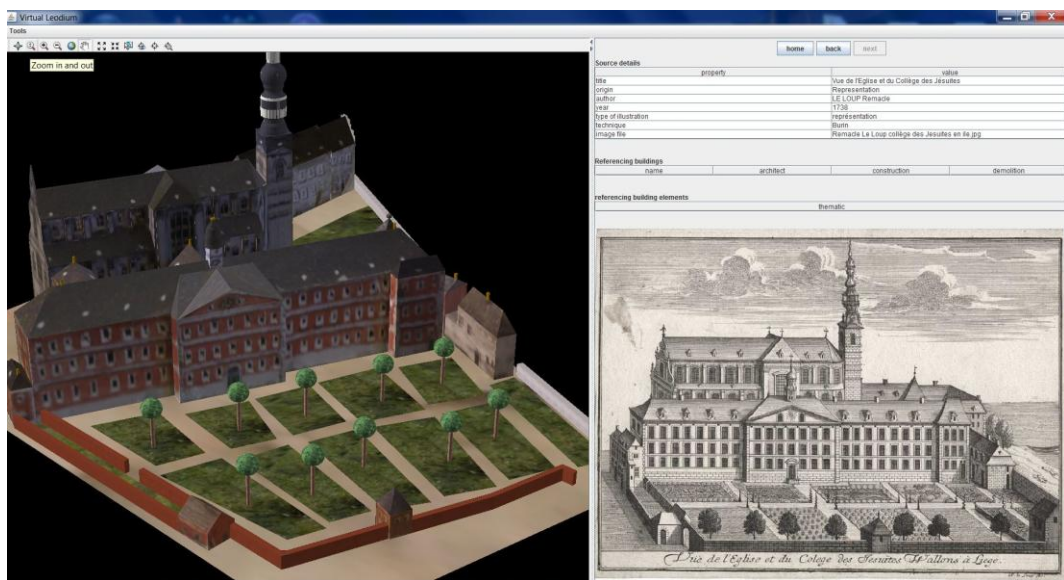 Virtual Leodium
Tools
Zoom in and out
home back next
Source details
property value
title Vue de l'Eglise et du Collège des Jésuites
origin Representation
author LE LOUP Remacle
year 1738
type of illustration représentation
technique Burin
image file Remacle Le Loup collège des Jesuites en ile.jpg
Referencing buildings
name architect construction demolition
referencing building elements
thematic
Vuë de l'Eglise et du Colege des Jesuites Wallons à Liege.